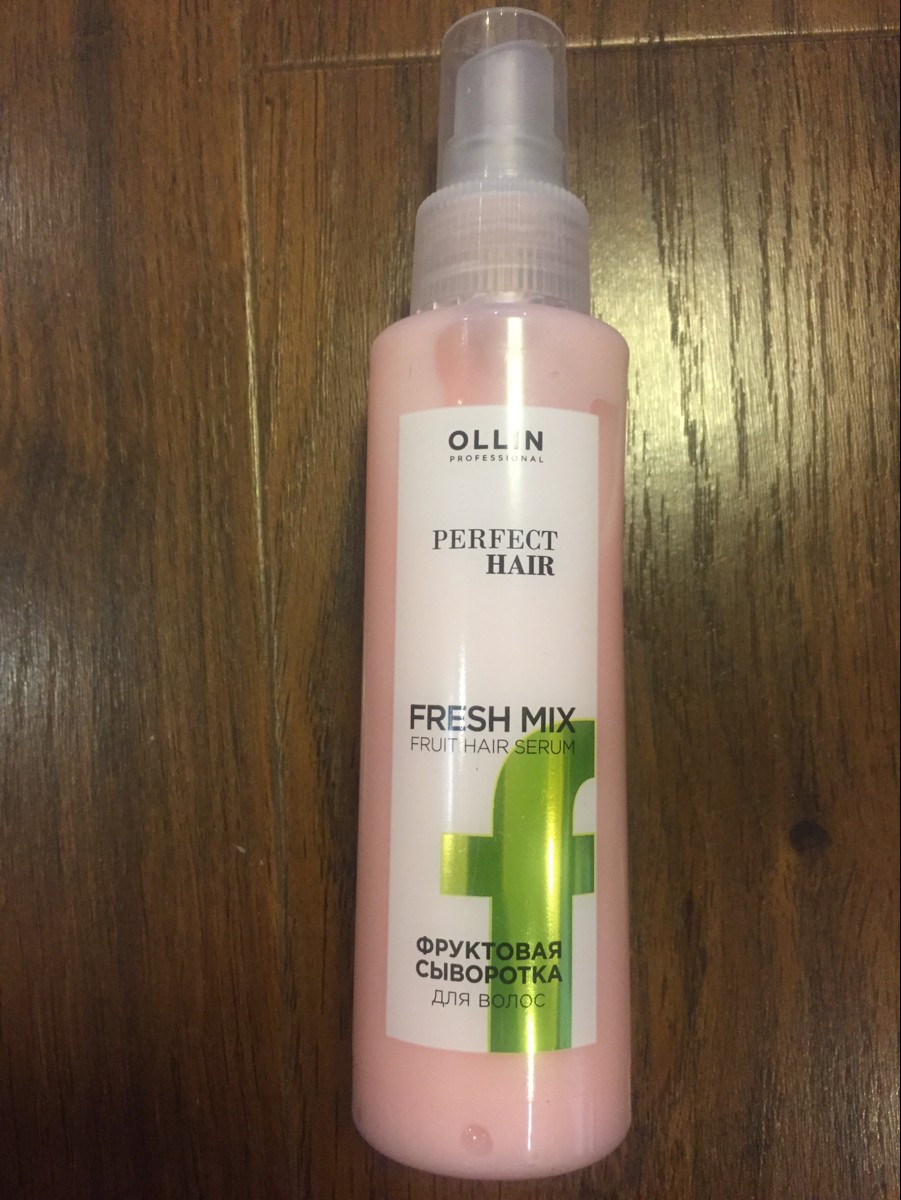 OLLIN
PROFESSIONAL
PERFECT
HAIR
FRESH MIX
FRUIT HAIR SERUM
ФРУКТОВАЯ
СЫВОРОТКА
ДЛЯ ВОЛОС